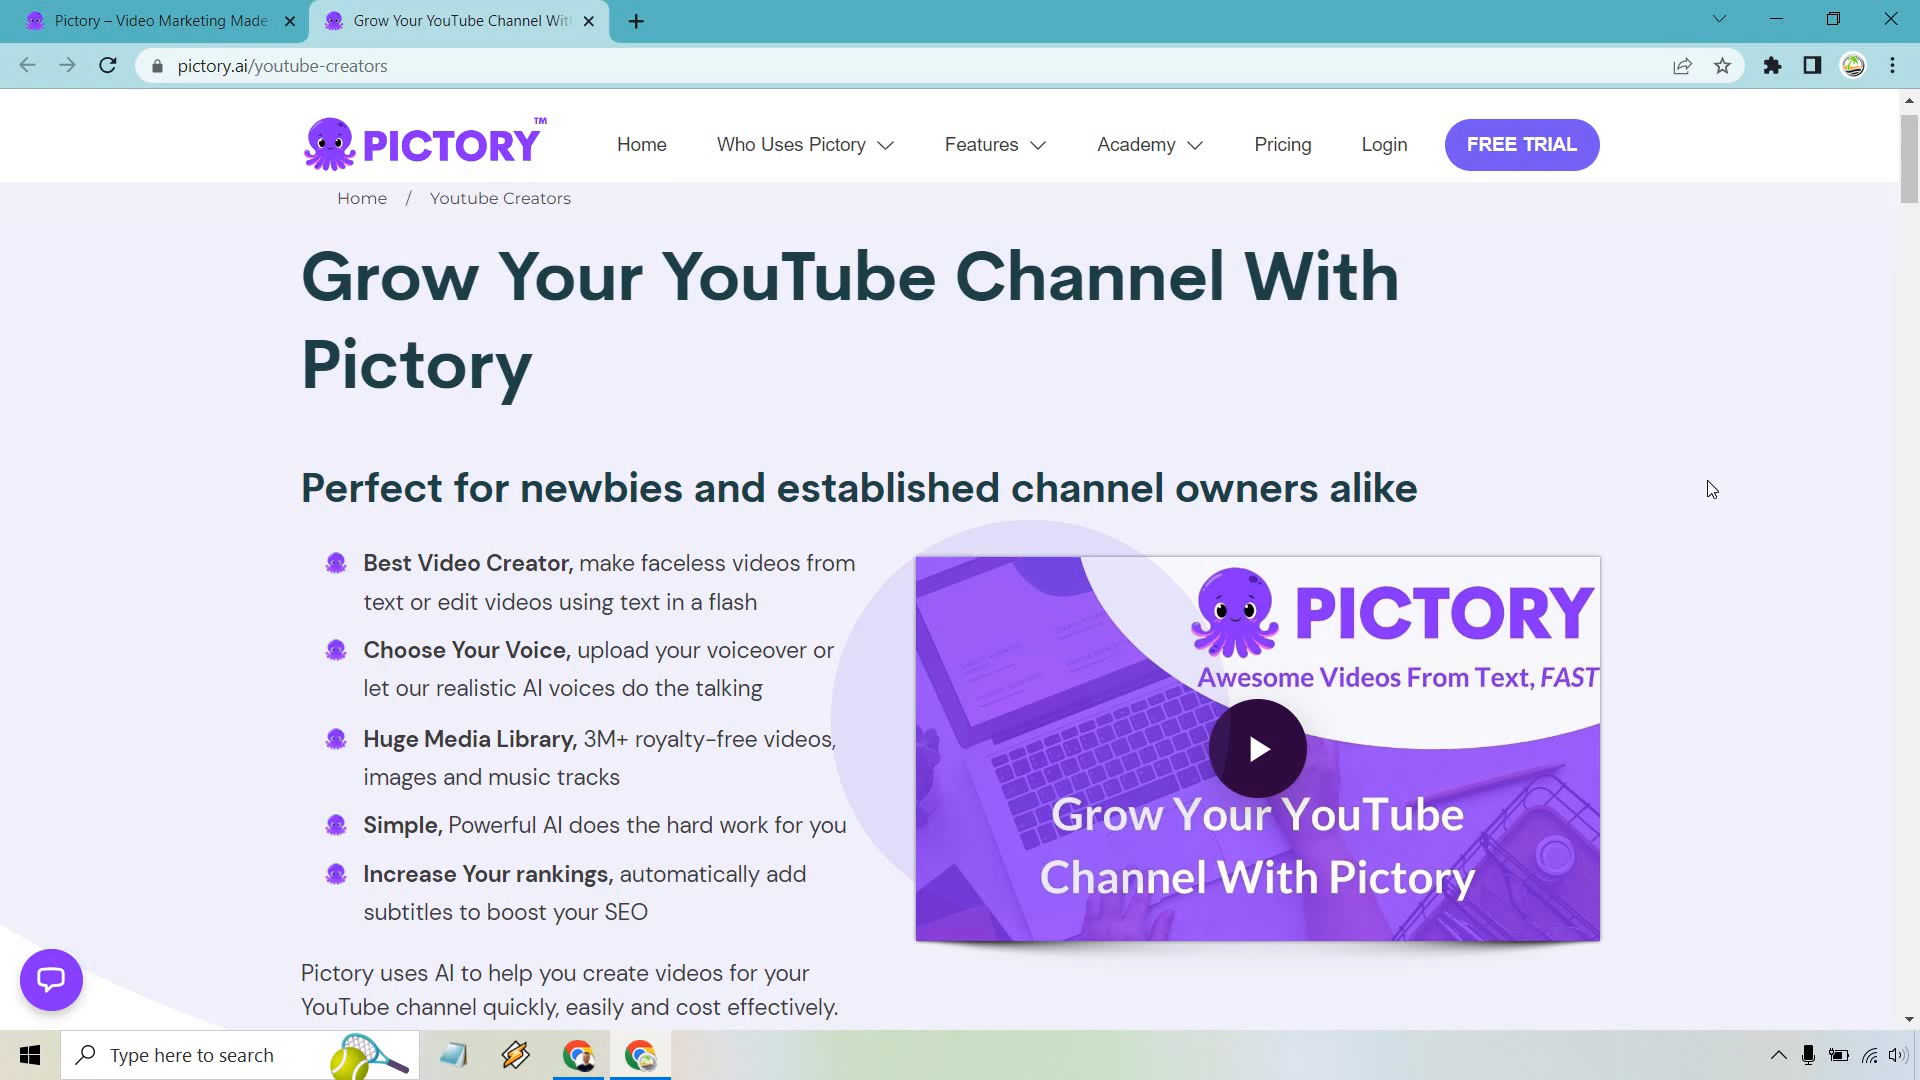 Pictory – Video Marketing Made
Grow Your YouTube Channel Wit
pictory.ai/youtube-creators
PICTORY™
Home
Who Uses Pictory
Features
Academy
Pricing
Login
FREE TRIAL
Home / Youtube Creators
Grow Your YouTube Channel With
Pictory
Perfect for newbies and established channel owners alike
Best Video Creator, make faceless videos from
text or edit videos using text in a flash
Choose Your Voice, upload your voiceover or
let our realistic AI voices do the talking
Huge Media Library, 3M+ royalty-free videos,
images and music tracks
Simple, Powerful AI does the hard work for you
Increase Your rankings, automatically add
subtitles to boost your SEO
Pictory uses AI to help you create videos for your
YouTube channel quickly, easily and cost effectively.
PICTORY
Awesome Videos From Text, FAST
Grow Your YouTube
Channel With Pictory
Type here to search